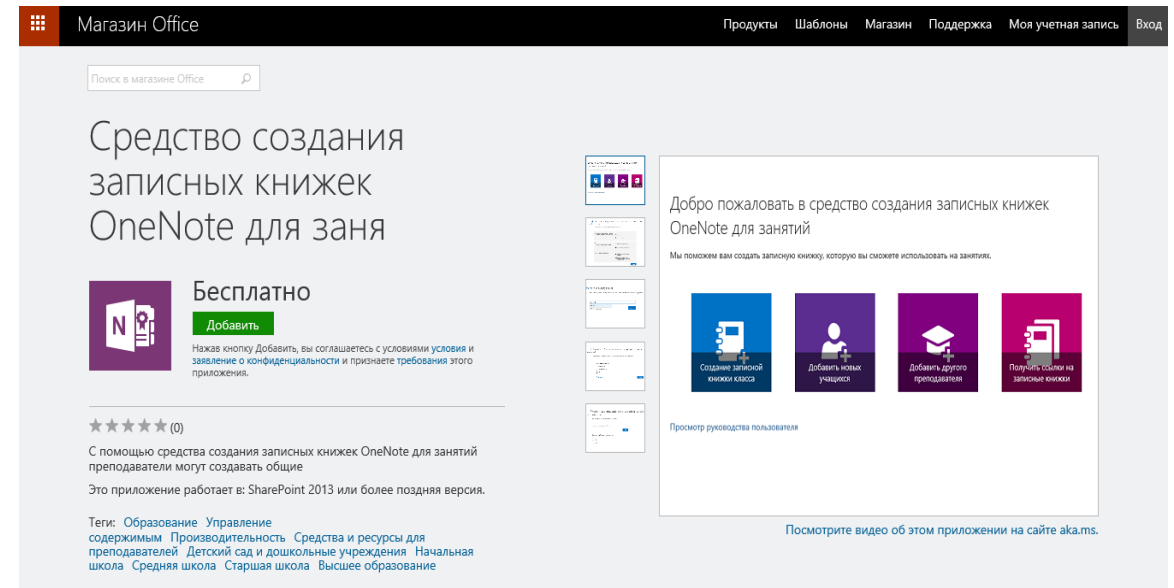 Магазин Office
Продукты Шаблоны Магазин Поддержка Моя учетная запись Вход
Поиск в магазине Office
Средство создания
записных книжек
OneNote для заня
Бесплатно
Добавить
Нажав кнопку Добавить, вы соглашаетесь с условиями условия и
заявление о конфиденциальности и признаете требования этого
приложения.
(0)
С помощью средства создания записных книжек OneNote для занятий
преподаватели могут создавать общие
Это приложение работает в: SharePoint 2013 или более поздняя версия.
Теги: Образование Управление
содержимым Производительность Средства и ресурсы для
преподавателей Детский сад и дошкольные учреждения Начальная
школа Средняя школа Старшая школа Высшее образование
Добро пожаловать в средство создания записных книжек
OneNote для занятий
Мы поможем вам создать записную книжку, которую вы сможете использовать на занятиях.
Создание записной
книжки класса
Добавить новых
учащихся
Добавить другого
преподавателя
Получить ссылки на
записные книжки
Просмотр руководства пользователя
Посмотрите видео об этом приложении на сайте aka.ms.